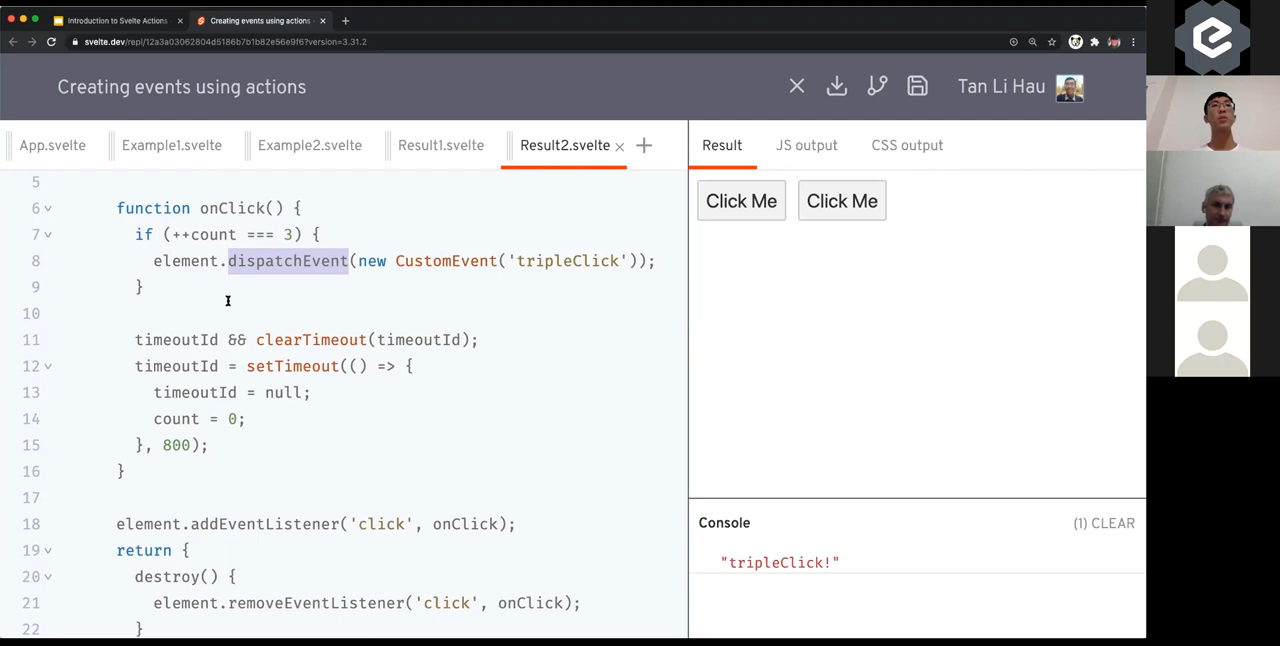 Introduction to Svelte Actions
Creating events using actions
svelte.dev/repl/12a3a03062804d5186b7b1b82e56e9f6?version=3.31.2
Creating events using actions
Tan Li Hau
App.svelte
Example1.svelte
Example2.svelte
Result1.svelte
Result2.svelte
Result
JS output
CSS output
5
6 function onClick() {
7 if (++count === 3) {
8 element.dispatchEvent(new CustomEvent('tripleClick'));
9 }
10
11 timeoutId && clearTimeout(timeoutId);
12 timeoutId = setTimeout(() => {
13 timeoutId = null;
14 count = 0;
15 }, 800);
16 }
17
18 element.addEventListener('click', onClick);
19 return {
20 destroy() {
21 element.removeEventListener('click', onClick);
22 }
Click Me
Click Me
Console
(1) CLEAR
"tripleClick!"